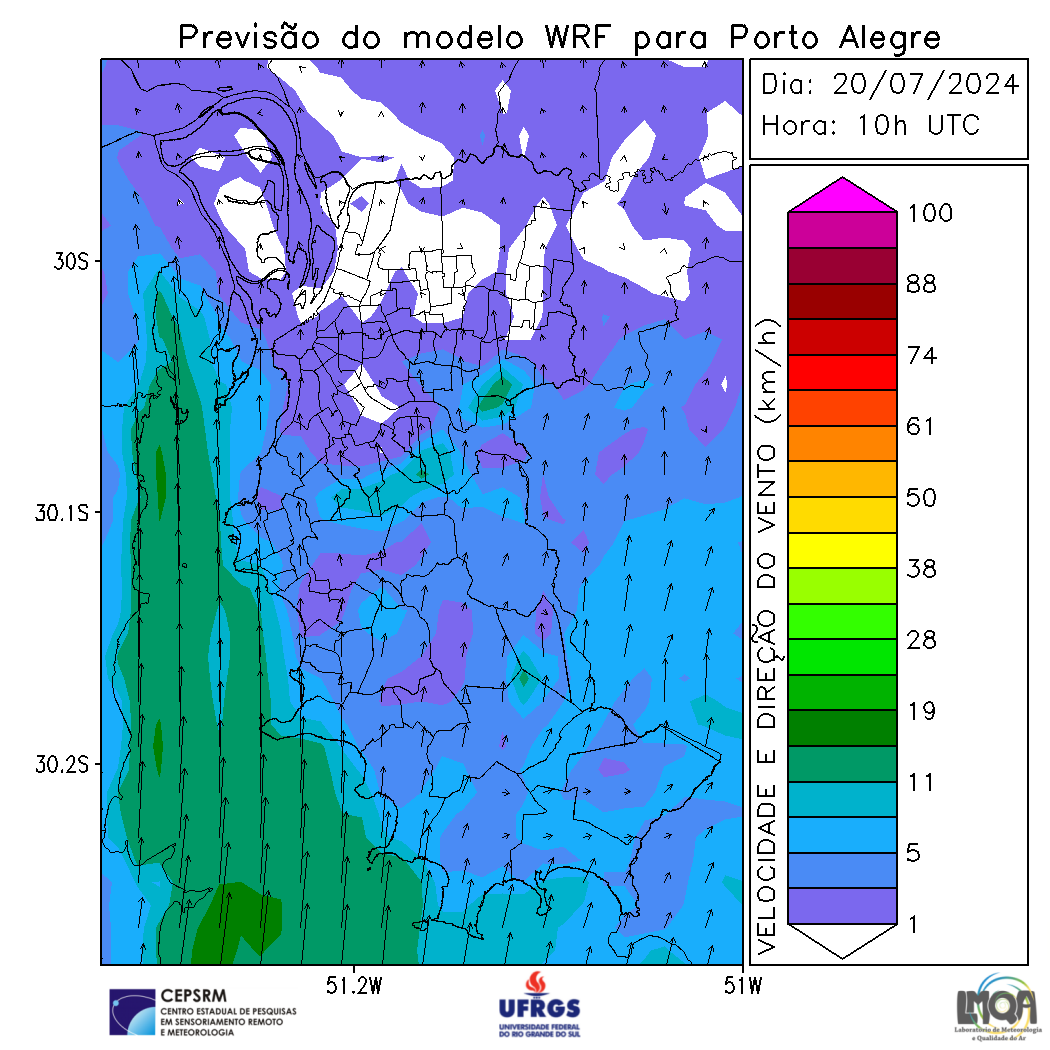 Previsão do modelo WRF para Porto Alegre
Dia: 20/07/2024
Hora: 10h UTC
30S
30.1S
30.2S
51.2W
51W
VELOCIDADE E DIREÇÃO DO VENTO (km/h)
100
88
74
61
50
38
28
19
11
5
1
CEPSRM
CENTRO ESTADUAL DE PESQUISAS
EM SENSORIAMENTO REMOTO
E METEOROLOGIA
UFRGS
UNIVERSIDADE FEDERAL
DO RIO GRANDE DO SUL
LMQA
Laboratório de Meteorologia
e Qualidade do Ar